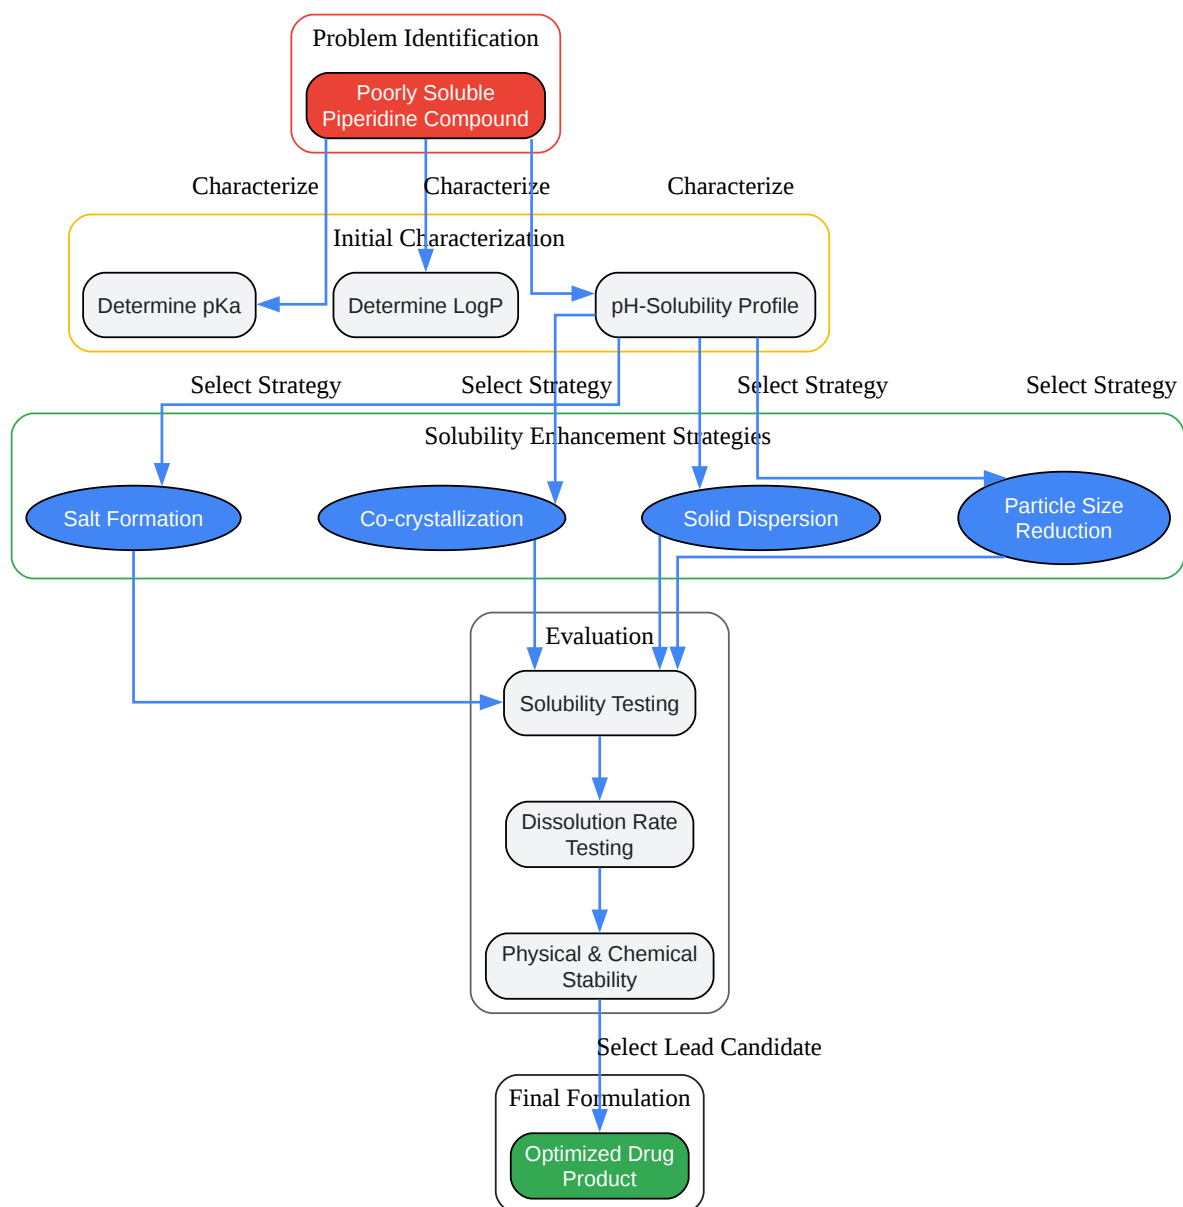 Problem Identification
Poorly Soluble
Piperidine Compound
Characterize
Characterize
Characterize
Initial Characterization
Determine pKa
Determine LogP
pH-Solubility Profile
Select Strategy
Select Strategy
Select Strategy
Select Strategy
Solubility Enhancement Strategies
Salt Formation
Co-crystallization
Solid Dispersion
Particle Size
Reduction
Evaluation
Solubility Testing
Dissolution Rate
Testing
Physical & Chemical
Stability
Select Lead Candidate
Final Formulation
Optimized Drug
Product